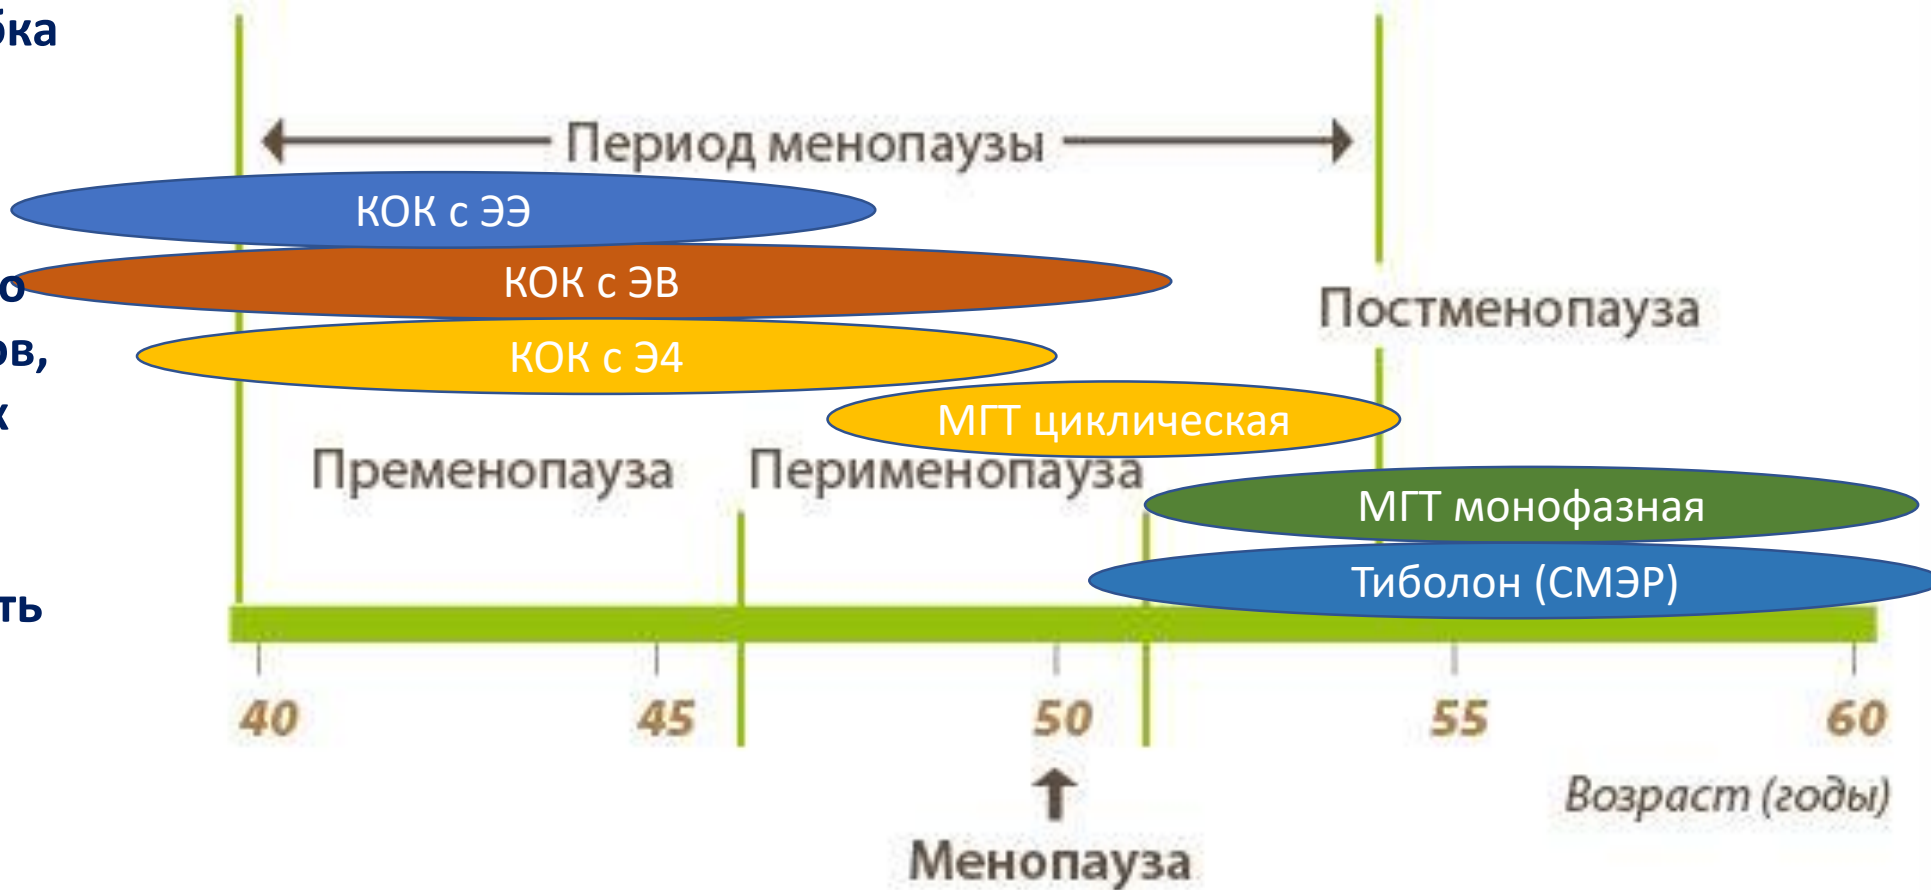 Период менопаузы
КОК с ЭЭ
КОК с ЭВ
Постменопауза
КОК с Э4
МГТ циклическая
Пременопауза
Перименопауза
МГТ монофазная
Тиболон (СМЭР)
40
45
50
55
60
Возраст (годы)
Менопауза